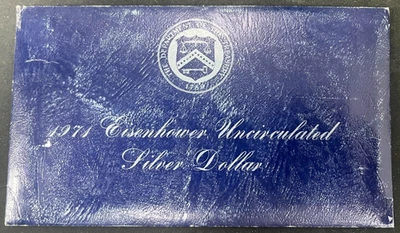 THE DEPARTMENT OF THE TREASURY
1789
1971 Eisenhower Uncirculated
Silver Dollar